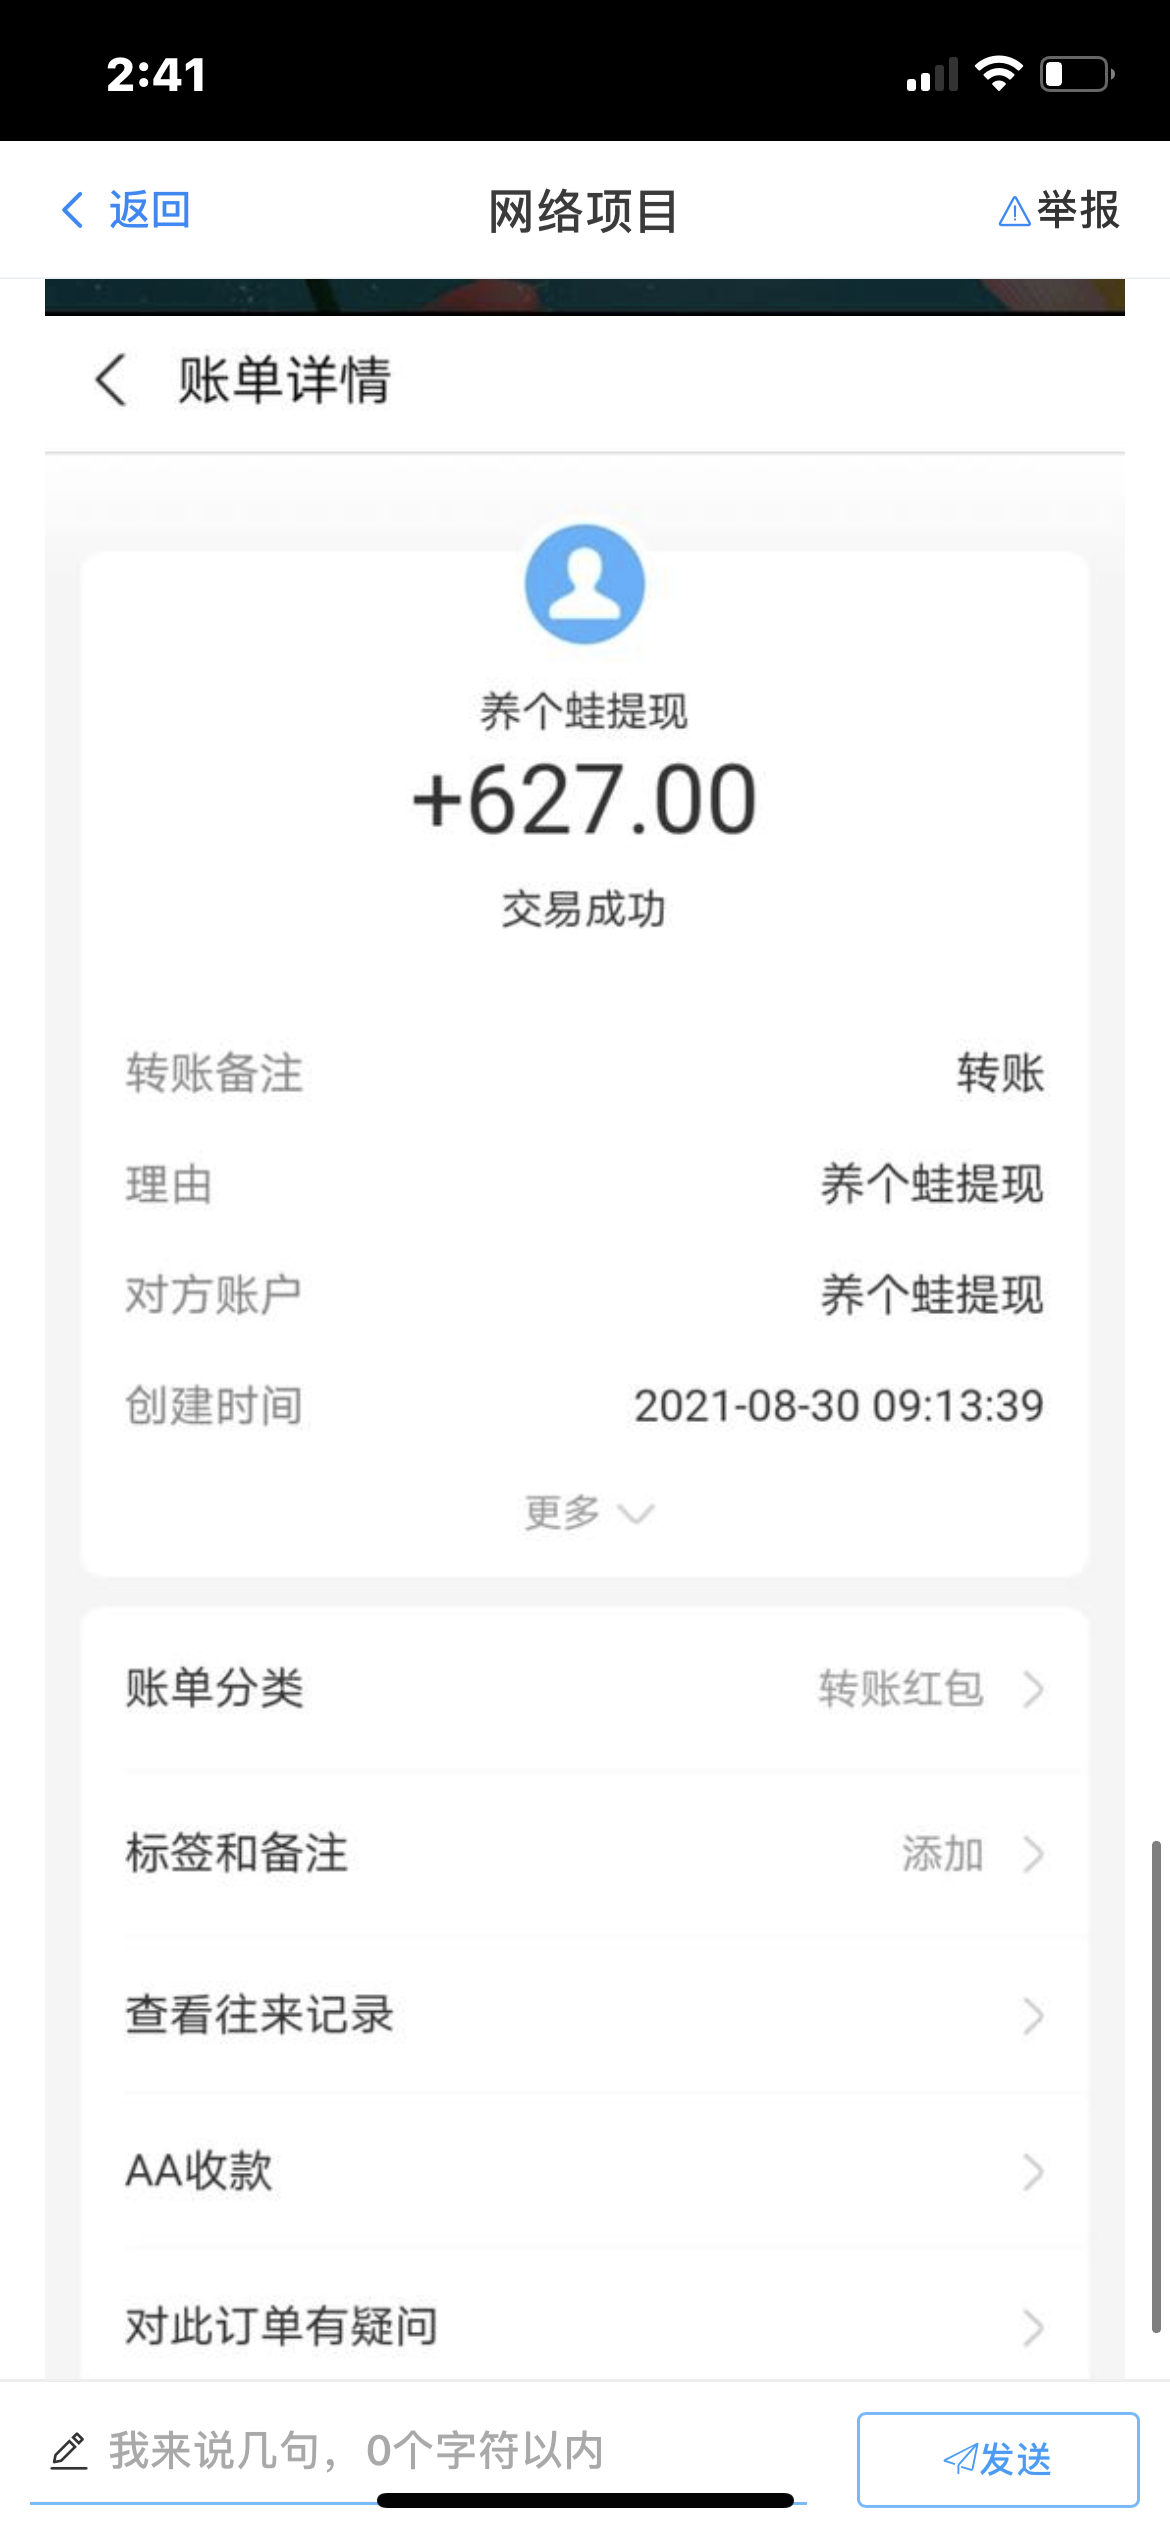 2:41
返回
网络项目
举报
账单详情
养个蛙提现
+627.00
交易成功
转账备注 转账
理由 养个蛙提现
对方账户 养个蛙提现
创建时间 2021-08-30 09:13:39
更多
账单分类 转账红包
标签和备注 添加
查看往来记录
AA收款
对此订单有疑问
我来说几句，0个字符以内
发送